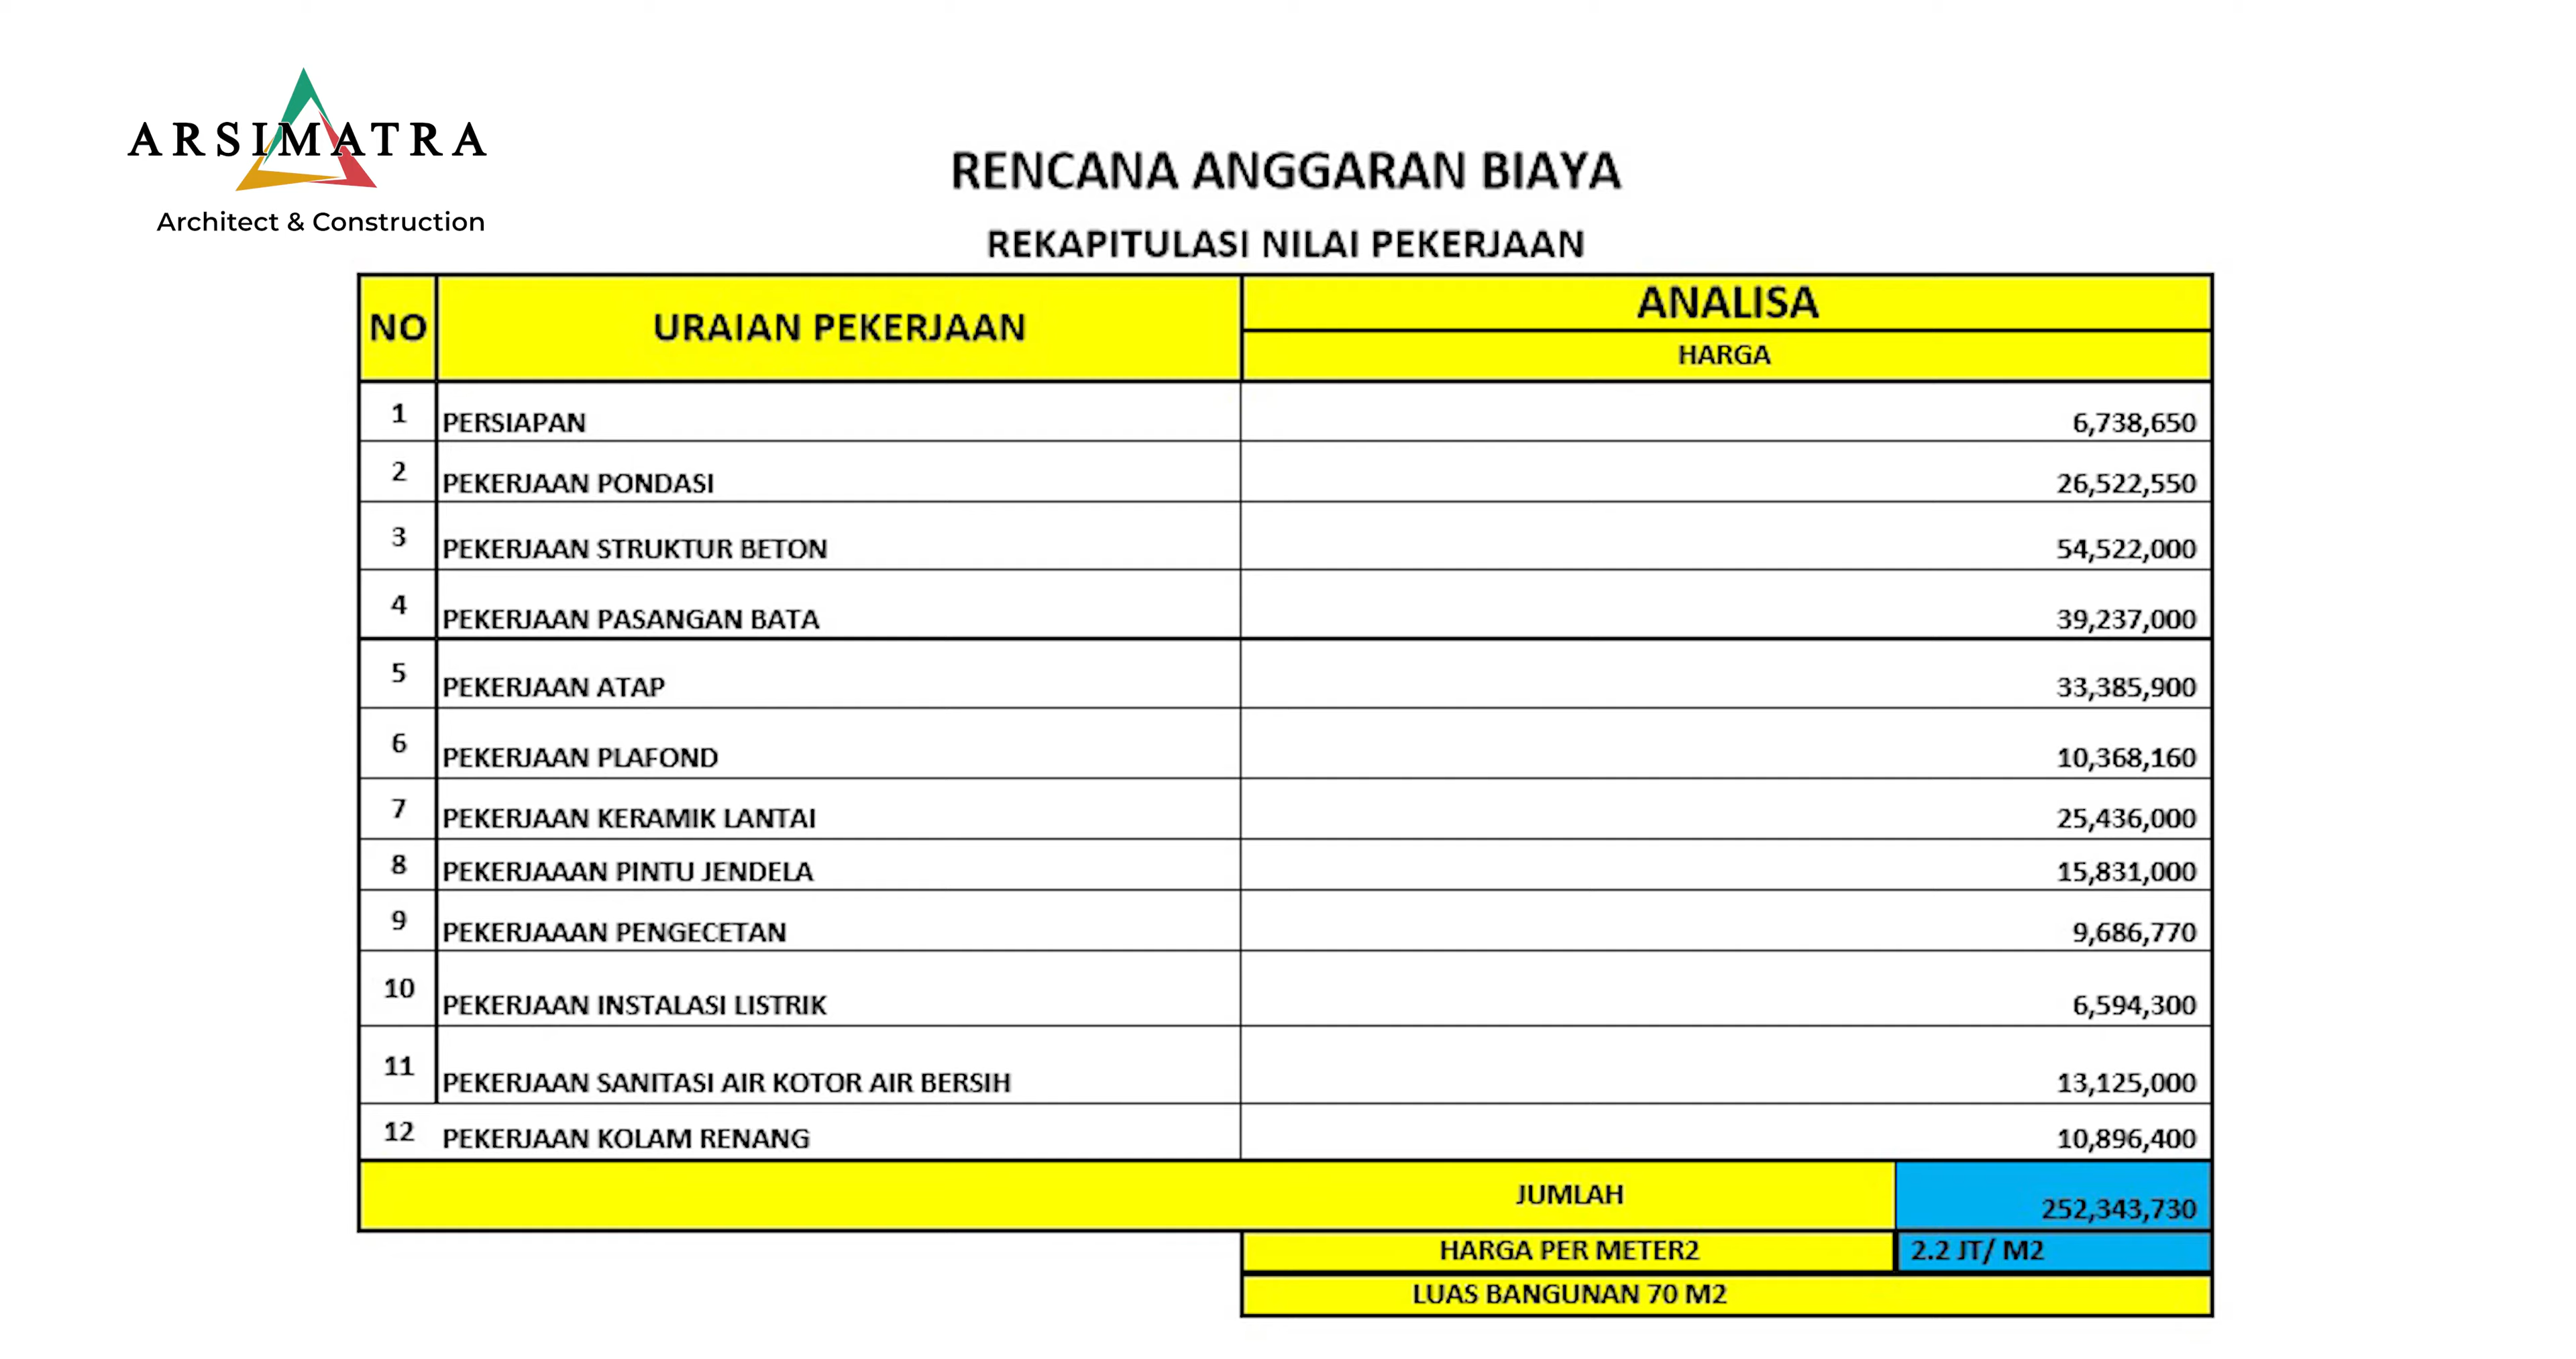 ARSIMATRA
Architect & Construction
RENCANA ANGGARAN BIAYA
REKAPITULASI NILAI PEKERJAAN
NO URAIAN PEKERJAAN ANALISA
HARGA
1 PERSIAPAN 6,738,650
2 PEKERJAAN PONDASI 26,522,550
3 PEKERJAAN STRUKTUR BETON 54,522,000
4 PEKERJAAN PASANGAN BATA 39,237,000
5 PEKERJAAN ATAP 33,385,900
6 PEKERJAAN PLAFOND 10,368,160
7 PEKERJAAN KERAMIK LANTAI 25,436,000
8 PEKERJAAAN PINTU JENDELA 15,831,000
9 PEKERJAAAN PENGECETAN 9,686,770
10 PEKERJAAN INSTALASI LISTRIK 6,594,300
11 PEKERJAAN SANITASI AIR KOTOR AIR BERSIH 13,125,000
12 PEKERJAAN KOLAM RENANG 10,896,400
JUMLAH 252,343,730
HARGA PER METER2 2.2 JT/ M2
LUAS BANGUNAN 70 M2